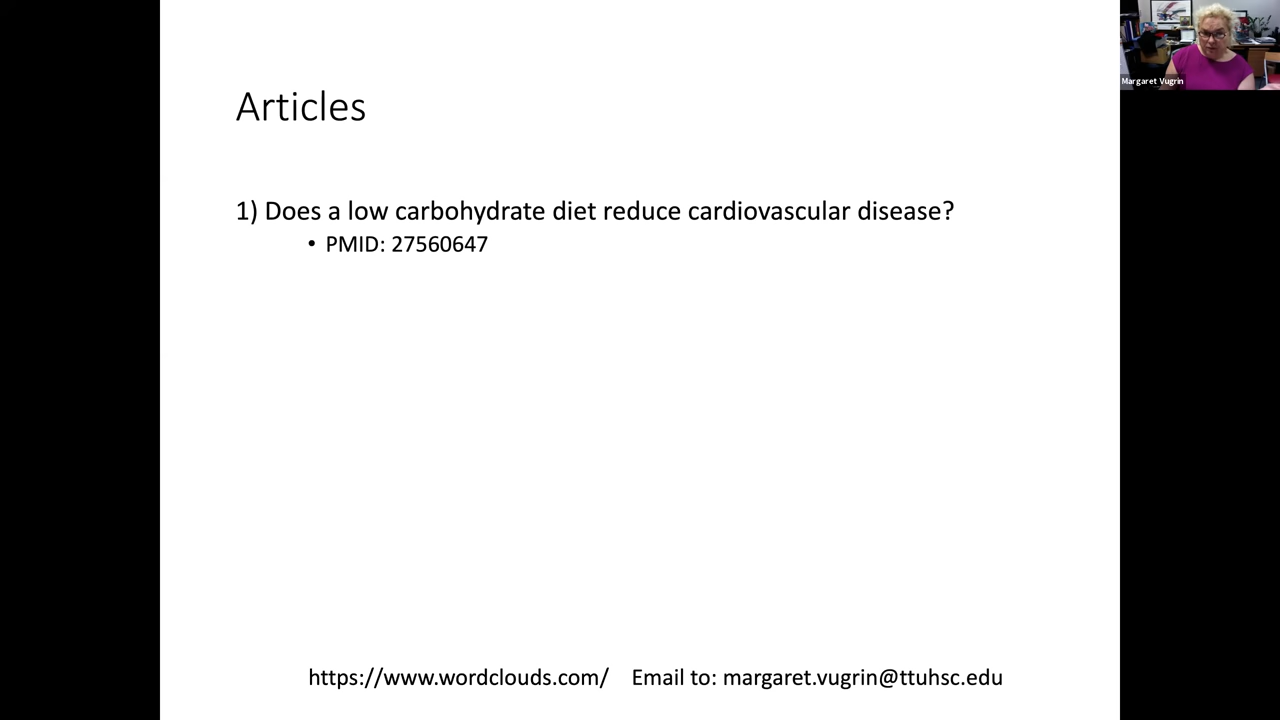 Margaret Vugrin
Articles
1) Does a low carbohydrate diet reduce cardiovascular disease?
• PMID: 27560647
https://www.wordclouds.com/ Email to: margaret.vugrin@ttuhsc.edu